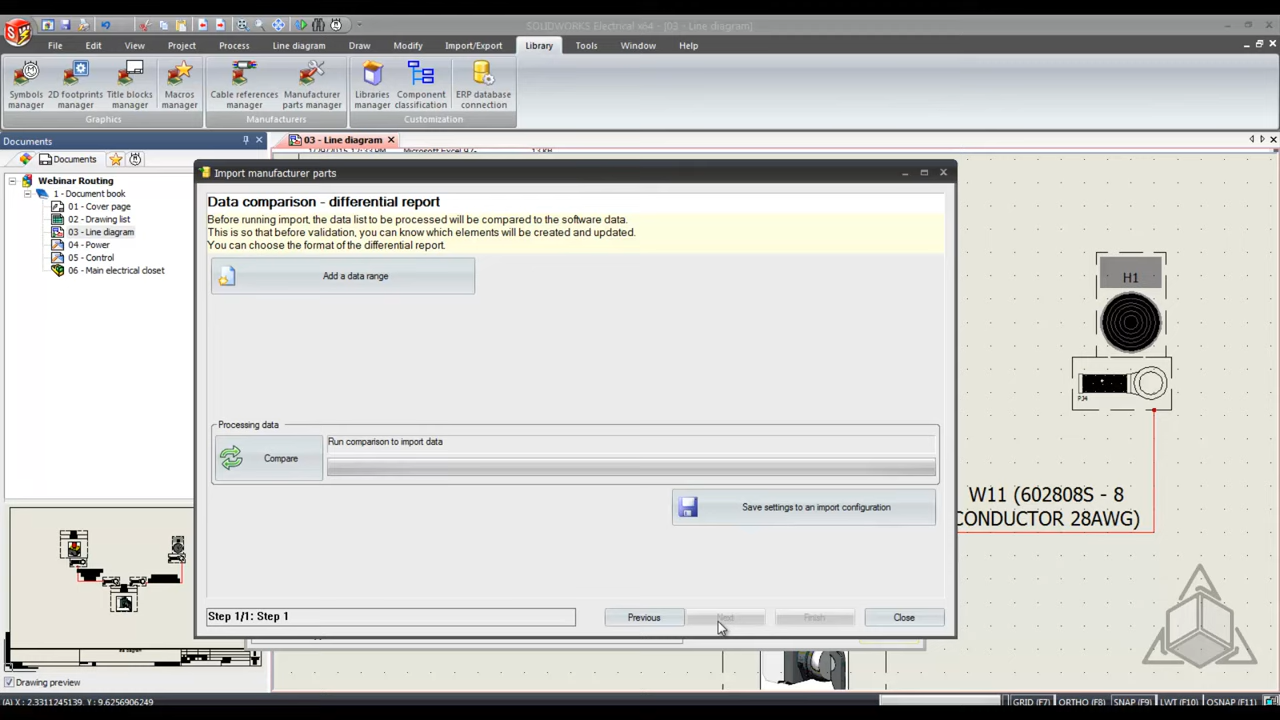 SOLIDWORKS Electrical x64 - [03 - Line diagram]
File Edit View Project Process Line diagram Draw Modify Import/Export Library Tools Window Help
Symbols manager
2D footprints manager
Title blocks manager
Macros manager
Cable references manager
Manufacturer parts manager
Libraries manager
Component classification
ERP database connection
Graphics
Manufacturers
Customization
Documents
03 - Line diagram
Documents
Webinar Routing
1 - Document book
01 - Cover page
02 - Drawing list
03 - Line diagram
04 - Power
05 - Control
06 - Main electrical closet
Import manufacturer parts
Data comparison - differential report
Before running import, the data list to be processed will be compared to the software data.
This is so that before validation, you can know which elements will be created and updated.
You can choose the format of the differential report.
Add a data range
Processing data
Compare
Run comparison to import data
Save settings to an import configuration
Step 1/1: Step 1
Previous
Next
Finish
Close
H1
PJ4
W11 (602808S - 8
CONDUCTOR 28AWG)
Drawing preview
(A) X: 2.3311245139, Y: 9.6256906249
GRID (F7) ORTHO (F8) SNAP (F9) LWT (F10) OSNAP (F11)